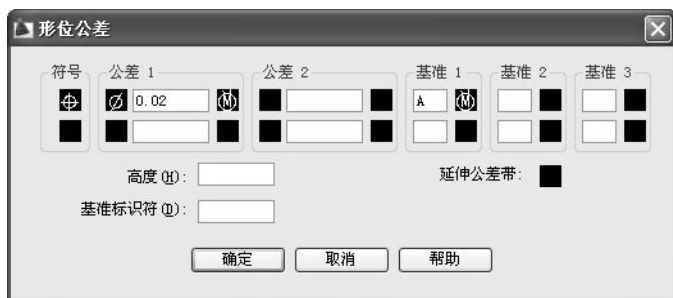 形位公差
符号 公差 1 公差 2 基准 1 基准 2 基准 3
⌖ Ø 0.02 Ⓜ A Ⓜ
高度(H): 延伸公差带:
基准标识符(D):
确定 取消 帮助